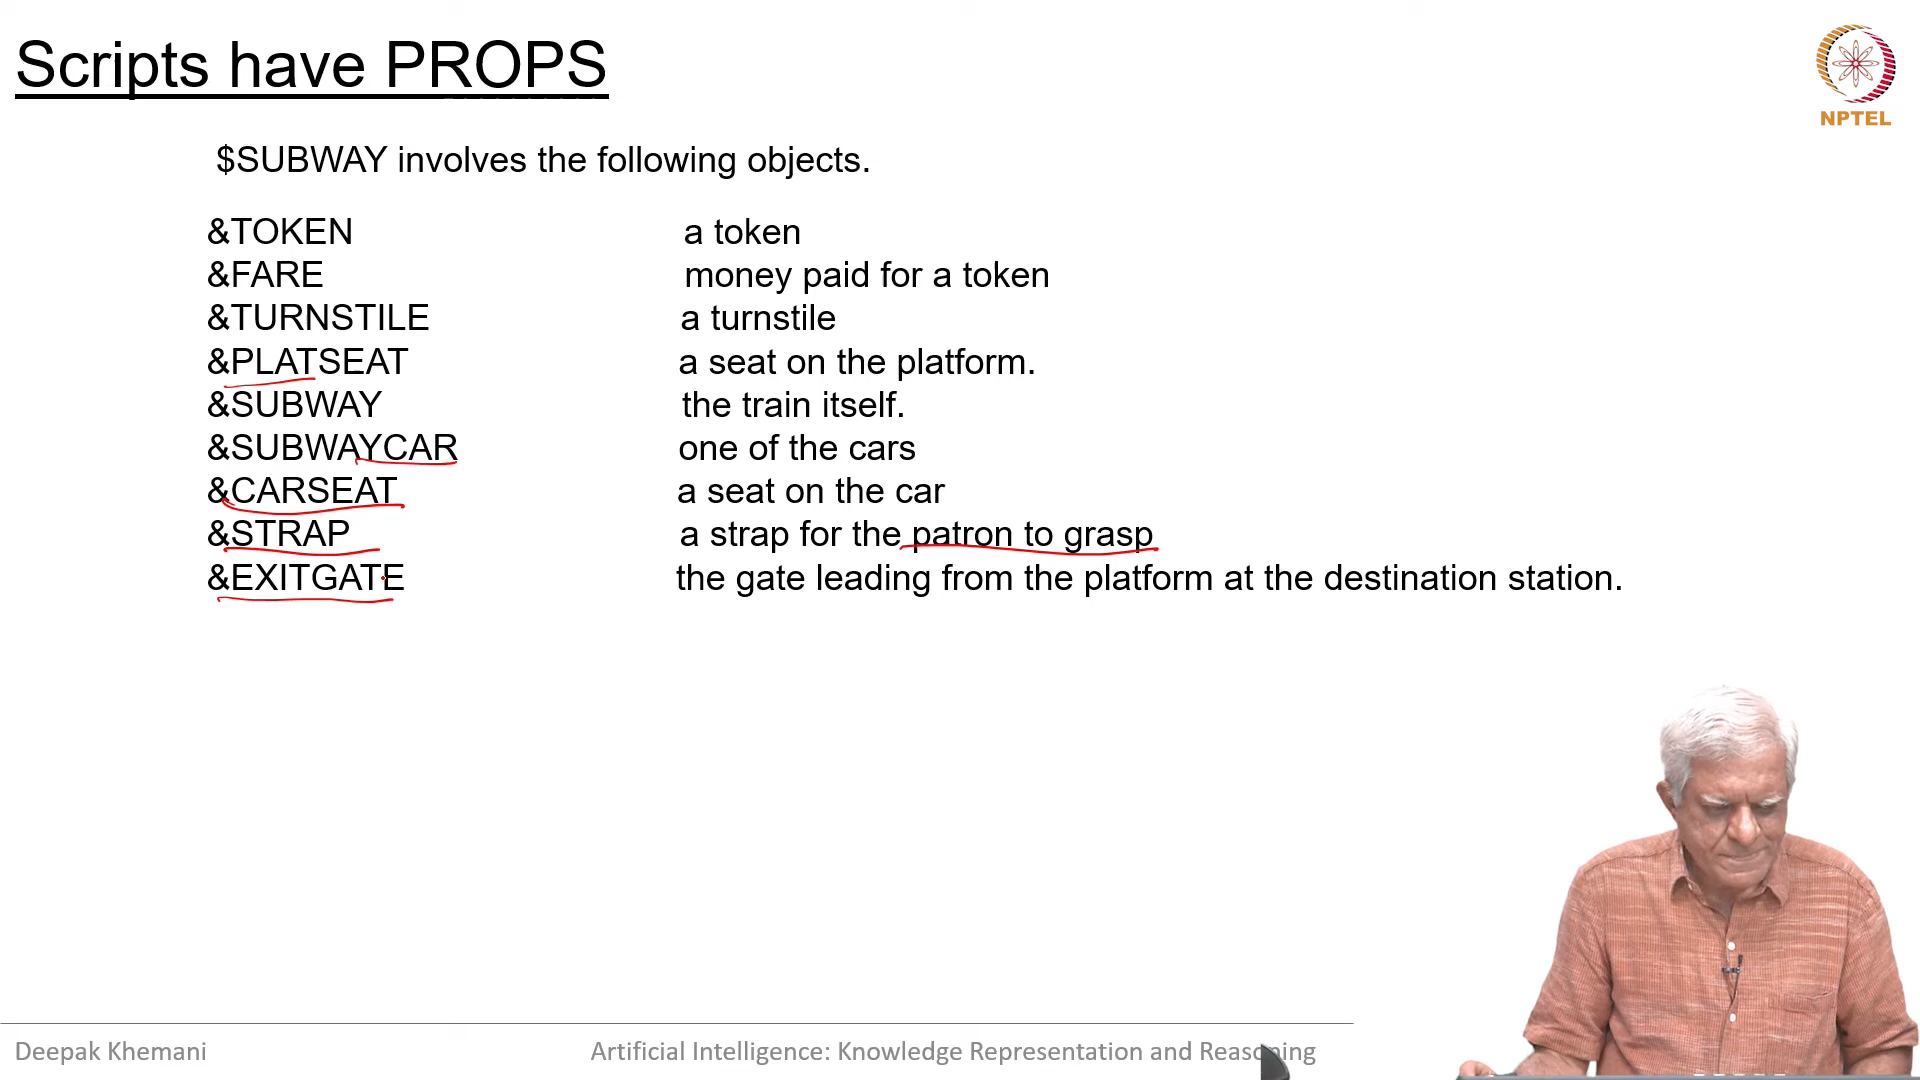 Scripts have PROPS
NPTEL
$SUBWAY involves the following objects.
&TOKEN a token
&FARE money paid for a token
&TURNSTILE a turnstile
&PLATSEAT a seat on the platform.
&SUBWAY the train itself.
&SUBWAYCAR one of the cars
&CARSEAT a seat on the car
&STRAP a strap for the patron to grasp
&EXITGATE the gate leading from the platform at the destination station.
Deepak Khemani Artificial Intelligence: Knowledge Representation and Reasoning